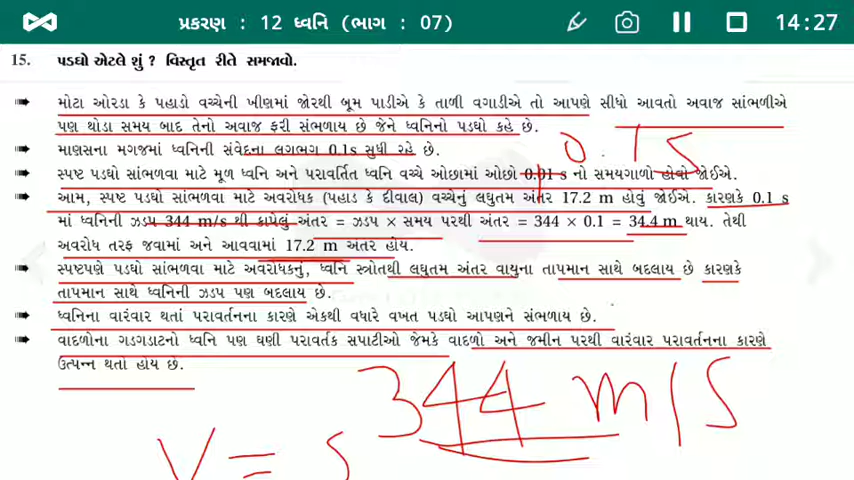 પ્રકરણ : 12 ધ્વનિ (ભાગ : 07)
14:27
15. પડઘો એટલે શું ? વિસ્તૃત રીતે સમજાવો.
➠ મોટા ઓરડા કે પહાડો વચ્ચેની ખીણમાં જોરથી બૂમ પાડીએ કે તાળી વગાડીએ તો આપણે સીધો આવતો અવાજ સાંભળીએ
પણ થોડા સમય બાદ તેનો અવાજ ફરી સંભળાય છે જેને ધ્વનિનો પડઘો કહે છે.
➠ માણસના મગજમાં ધ્વનિની સંવેદના લગભગ 0.1s સુધી રહે છે.
0.1s
➠ સ્પષ્ટ પડઘો સાંભળવા માટે મૂળ ધ્વનિ અને પરાવર્તિત ધ્વનિ વચ્ચે ઓછામાં ઓછો 0.01 s નો સમયગાળો હોવો જોઈએ.
➠ આમ, સ્પષ્ટ પડઘો સાંભળવા માટે અવરોધક (પહાડ કે દીવાલ) વચ્ચેનું લઘુતમ અંતર 17.2 m હોવું જોઈએ. કારણકે 0.1 s
માં ધ્વનિની ઝડપ 344 m/s થી કાપેલું અંતર = ઝડપ × સમય પરથી અંતર = 344 × 0.1 = 34.4 m થાય. તેથી
અવરોધ તરફ જવામાં અને આવવામાં 17.2 m અંતર હોય.
➠ સ્પષ્ટપણે પડઘો સાંભળવા માટે અવરોધકનું, ધ્વનિ સ્ત્રોતથી લઘુતમ અંતર વાયુના તાપમાન સાથે બદલાય છે કારણકે
તાપમાન સાથે ધ્વનિની ઝડપ પણ બદલાય છે.
➠ ધ્વનિના વારંવાર થતાં પરાવર્તનના કારણે એકથી વધારે વખત પડઘો આપણને સંભળાય છે.
➠ વાદળોના ગડગડાટનો ધ્વનિ પણ ઘણી પરાવર્તક સપાટીઓ જેમકે વાદળો અને જમીન પરથી વારંવાર પરાવર્તનના કારણે
ઉત્પન્ન થતો હોય છે.
344 m/s
V = s